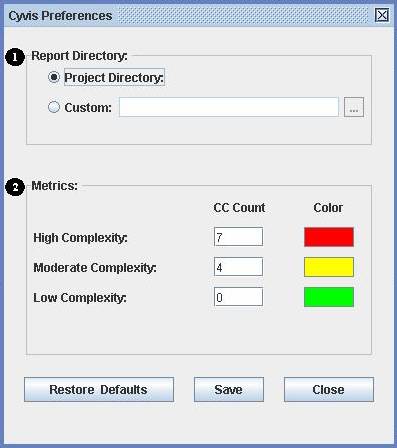 Cyvis Preferences
1 Report Directory:
Project Directory:
Custom: ...
2 Metrics:
CC Count Color
High Complexity: 7
Moderate Complexity: 4
Low Complexity: 0
Restore Defaults Save Close